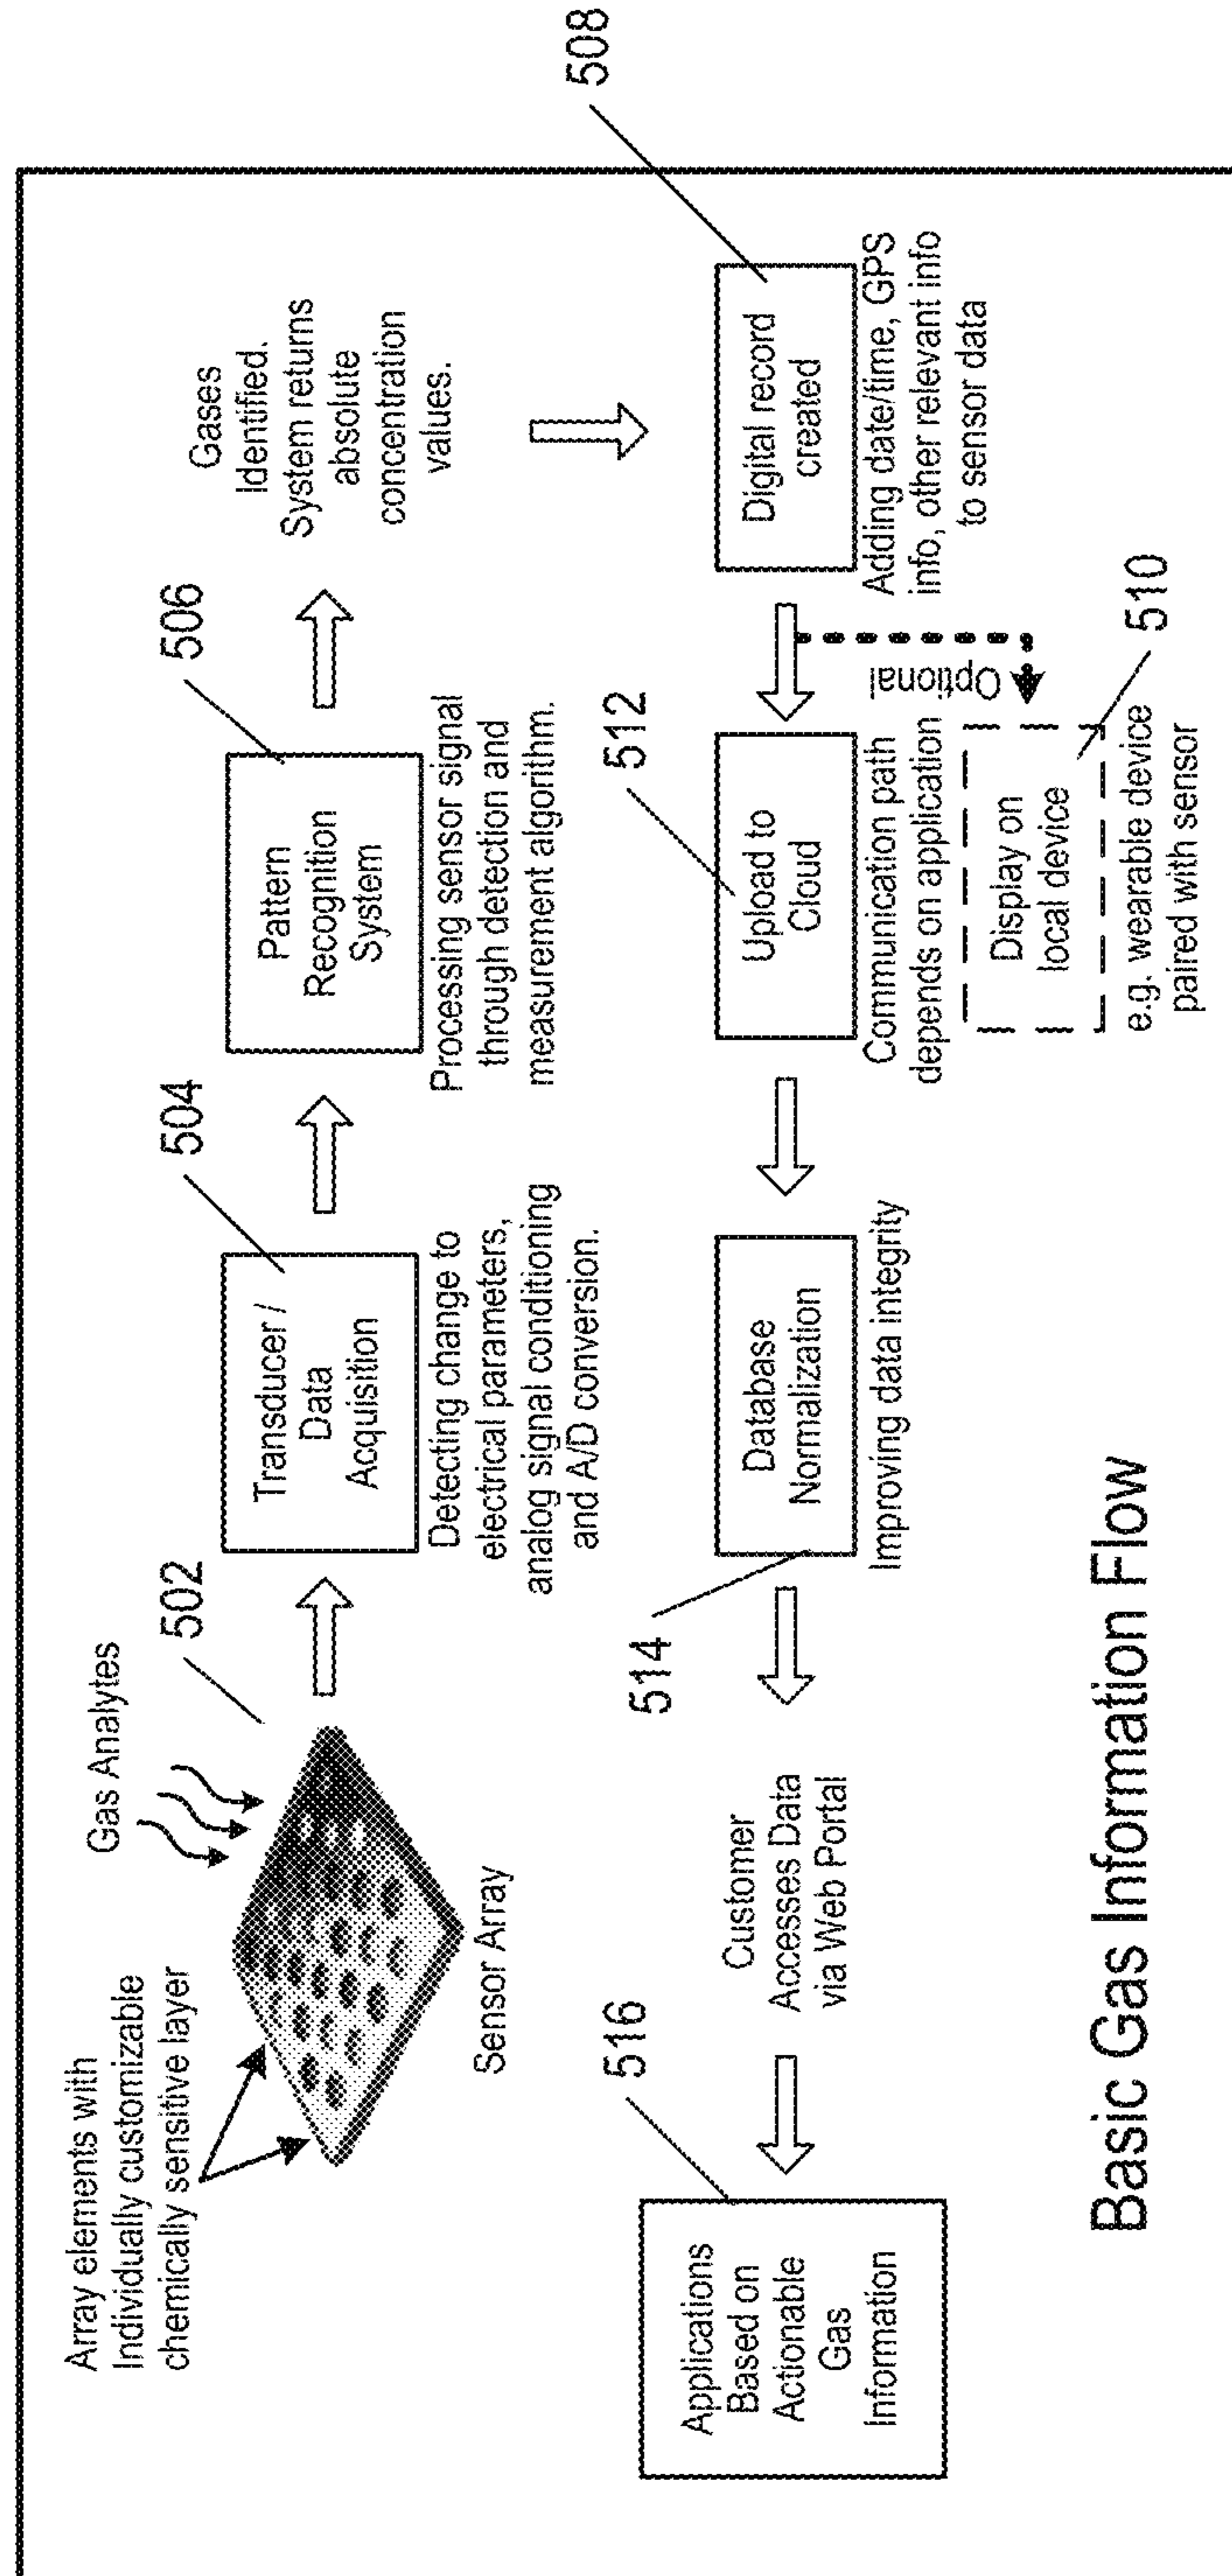 Array elements with
Individually customizable
chemically sensitive layer
Gas Analytes
502
Sensor Array
504
Transducer /
Data
Acquisition
Detecting change to
electrical parameters,
analog signal conditioning
and A/D conversion.
506
Pattern
Recognition
System
Processing sensor signal
through detection and
measurement algorithm.
Gases
Identified.
System returns
absolute
concentration
values.
508
Digital record
created
Adding date/time, GPS
info, other relevant info
to sensor data
Optional
510
Display on
local device
e.g. wearable device
paired with sensor
512
Upload to
Cloud
Communication path
depends on application
514
Database
Normalization
Improving data integrity
Customer
Accesses Data
via Web Portal
516
Applications
Based on
Actionable
Gas
Information
Basic Gas Information Flow